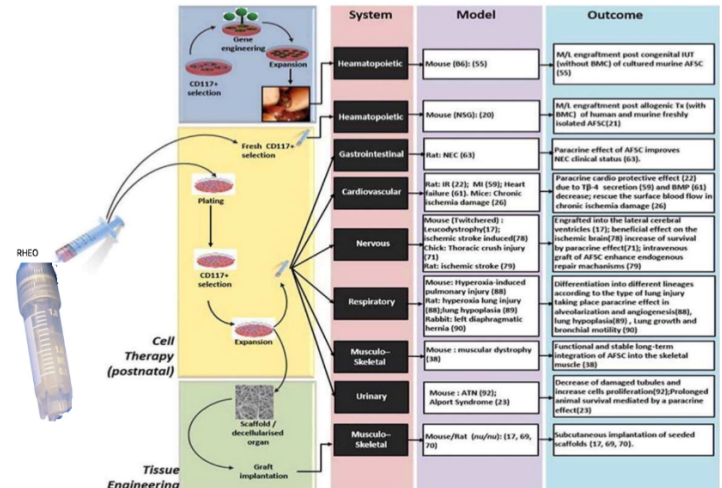 System
Model
Outcome
Gene
engineering
Expansion
CD117+
selection
Heamatopoietic
Mouse (B6): (55)
M/L engraftment post congenital IUT
(without BMC) of cultured murine AFSC
(55)
Fresh CD117+
selection
Heamatopoietic
Mouse (NSG): (20)
M/L engraftment post allogenic Tx (with
BMC) of human and murine freshly
isolated AFSC(21)
Gastrointestinal
Rat: NEC (63)
Paracrine effect of AFSC improves
NEC clinical status (63).
Plating
Cardiovascular
Rat: IR (22); MI (59); Heart
failure (61). Mice: Chronic
ischemia damage (26)
Paracrine cardio protective effect (22)
due to Tβ-4 secretion (59) and BMP (61)
decrease; rescue the surface blood flow in
chronic ischemia damage (26)
RHEO
CD117+
selection
Nervous
Mouse (Twitchered) :
Leucodystrophy(17);
ischemic stroke induced(78)
Chick: Thoracic crush injury
(71)
Rat: ischemic stroke (79)
Engrafted into the lateral cerebral
ventricles (17); beneficial effect on
the ischemic brain(78) increase of survival
by paracrine effect(71); intravenous
graft of AFSC enhance endogenous
repair machanisms (79)
Expansion
Respiratory
Mouse: Hyperoxia-induced
pulmonary injury (88)
Rat: hyperoxia lung injury
(88);lung hypoplasia (89)
Rabbit: left diaphragmatic
hernia (90)
Differentiation into different lineages
according to the type of lung injury
taking place paracrine effect in
alveolarization and angiogenesis(88),
lung hypoplasia(89) , Lung growth and
bronchial motility (90)
Cell
Therapy
(postnatal)
Musculo–
Skeletal
Mouse : muscular dystrophy
(38)
Functional and stable long-term
integration of AFSC into the skeletal
muscle (38)
Urinary
Mouse : ATN (92);
Alport Syndrome (23)
Decrease of damaged tubules and
increase cells proliferation(92);Prolonged
animal survival mediated by a paracrine
effect(23)
Scaffold /
decellularised
organ
Graft
implantation
Musculo–
Skeletal
Mouse/Rat (nu/nu): (17, 69,
70)
Subcutaneous implantation of seeded
scaffolds (17, 69, 70).
Tissue
Engineering